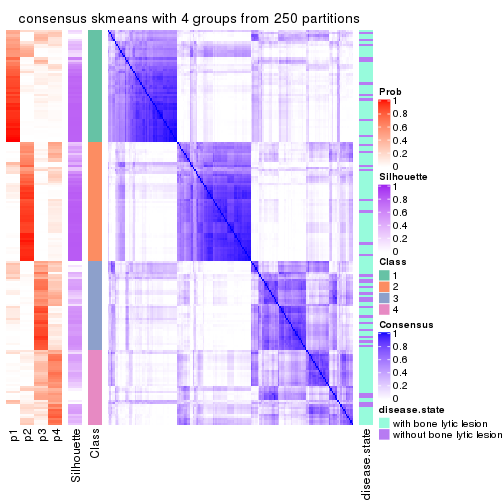 consensus skmeans with 4 groups from 250 partitions
p1
p2
p3
p4
Silhouette
Class
disease.state
Prob
1
0.8
0.6
0.4
0.2
0
Silhouette
1
0.8
0.6
0.4
0.2
0
Class
1
2
3
4
Consensus
1
0.8
0.6
0.4
0.2
0
disease.state
with bone lytic lesion
without bone lytic lesion